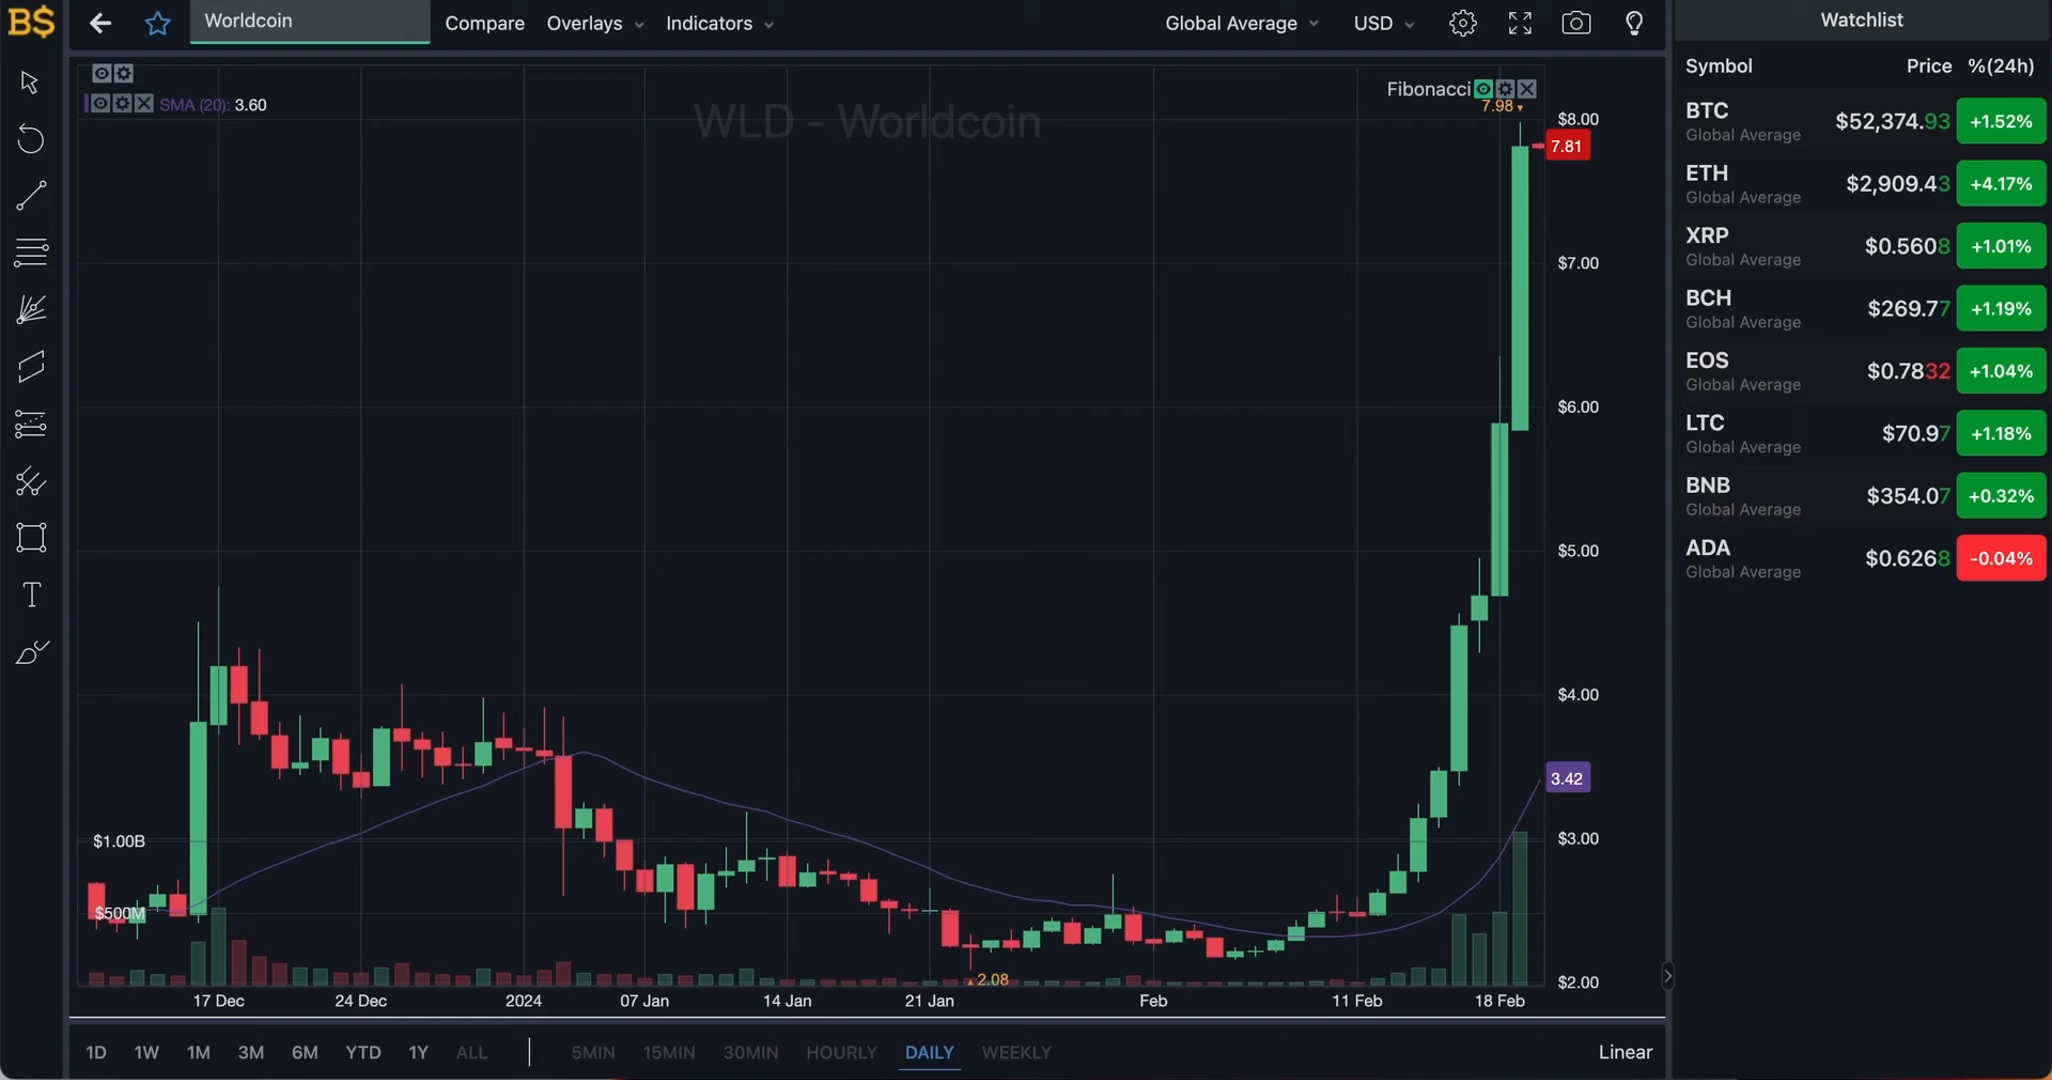 B$
Worldcoin
Compare
Overlays
Indicators
Global Average
USD
Watchlist
Symbol Price %(24h)
BTC $52,374.93 +1.52%
Global Average
ETH $2,909.43 +4.17%
Global Average
XRP $0.5608 +1.01%
Global Average
BCH $269.77 +1.19%
Global Average
EOS $0.7832 +1.04%
Global Average
LTC $70.97 +1.18%
Global Average
BNB $354.07 +0.32%
Global Average
ADA $0.6268 -0.04%
Global Average
SMA (20): 3.60
WLD - Worldcoin
Fibonacci
7.98
$8.00
7.81
$7.00
$6.00
$5.00
$4.00
3.42
$3.00
$2.00
$1.00B
$500M
2.08
17 Dec 24 Dec 2024 07 Jan 14 Jan 21 Jan Feb 11 Feb 18 Feb
1D 1W 1M 3M 6M YTD 1Y ALL 5MIN 15MIN 30MIN HOURLY DAILY WEEKLY Linear
T